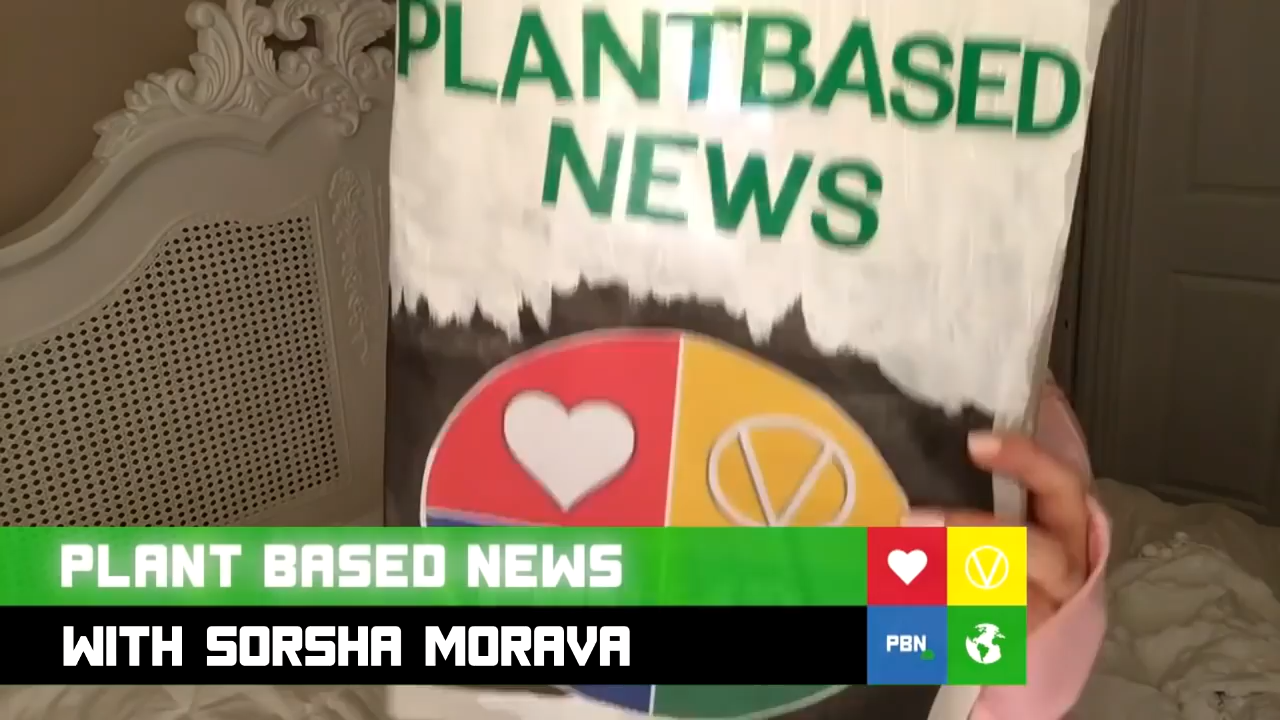 PLANTBASED
NEWS
PLANT BASED NEWS
WITH SORSHA MORAVA
PBN